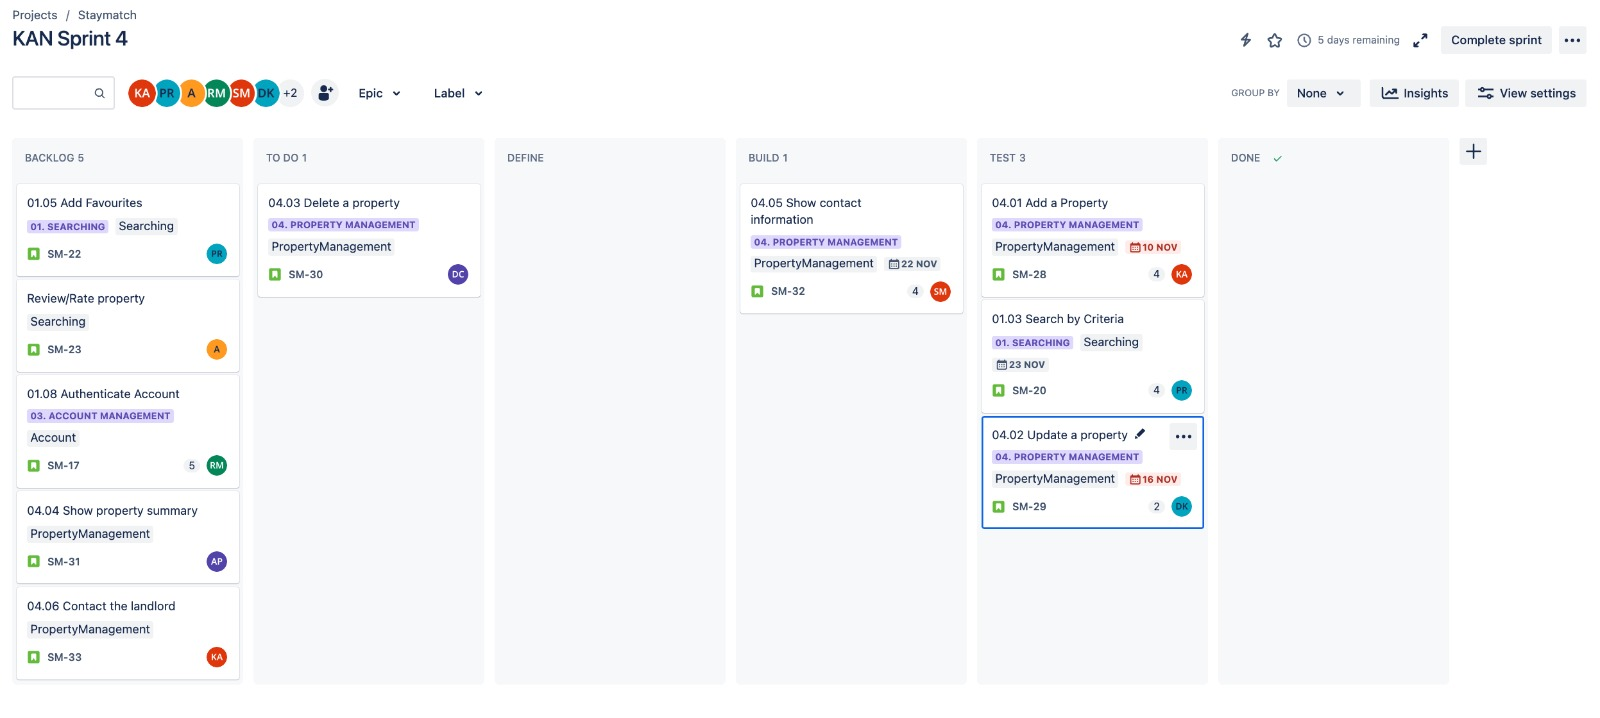 Projects / Staymatch
KAN Sprint 4
5 days remaining
Complete sprint
KA PR A RM SM DK +2
Epic
Label
GROUP BY None
Insights
View settings
BACKLOG 5
01.05 Add Favourites
01. SEARCHING Searching
SM-22 PR
Review/Rate property
Searching
SM-23 A
01.08 Authenticate Account
03. ACCOUNT MANAGEMENT
Account
SM-17 5 RM
04.04 Show property summary
PropertyManagement
SM-31 AP
04.06 Contact the landlord
PropertyManagement
SM-33 KA
TO DO 1
04.03 Delete a property
04. PROPERTY MANAGEMENT
PropertyManagement
SM-30 DC
DEFINE
BUILD 1
04.05 Show contact
information
04. PROPERTY MANAGEMENT
PropertyManagement 22 NOV
SM-32 4 SM
TEST 3
04.01 Add a Property
04. PROPERTY MANAGEMENT
PropertyManagement 10 NOV
SM-28 4 KA
01.03 Search by Criteria
01. SEARCHING Searching
23 NOV
SM-20 4 PR
04.02 Update a property
04. PROPERTY MANAGEMENT
PropertyManagement 16 NOV
SM-29 2 DK
DONE